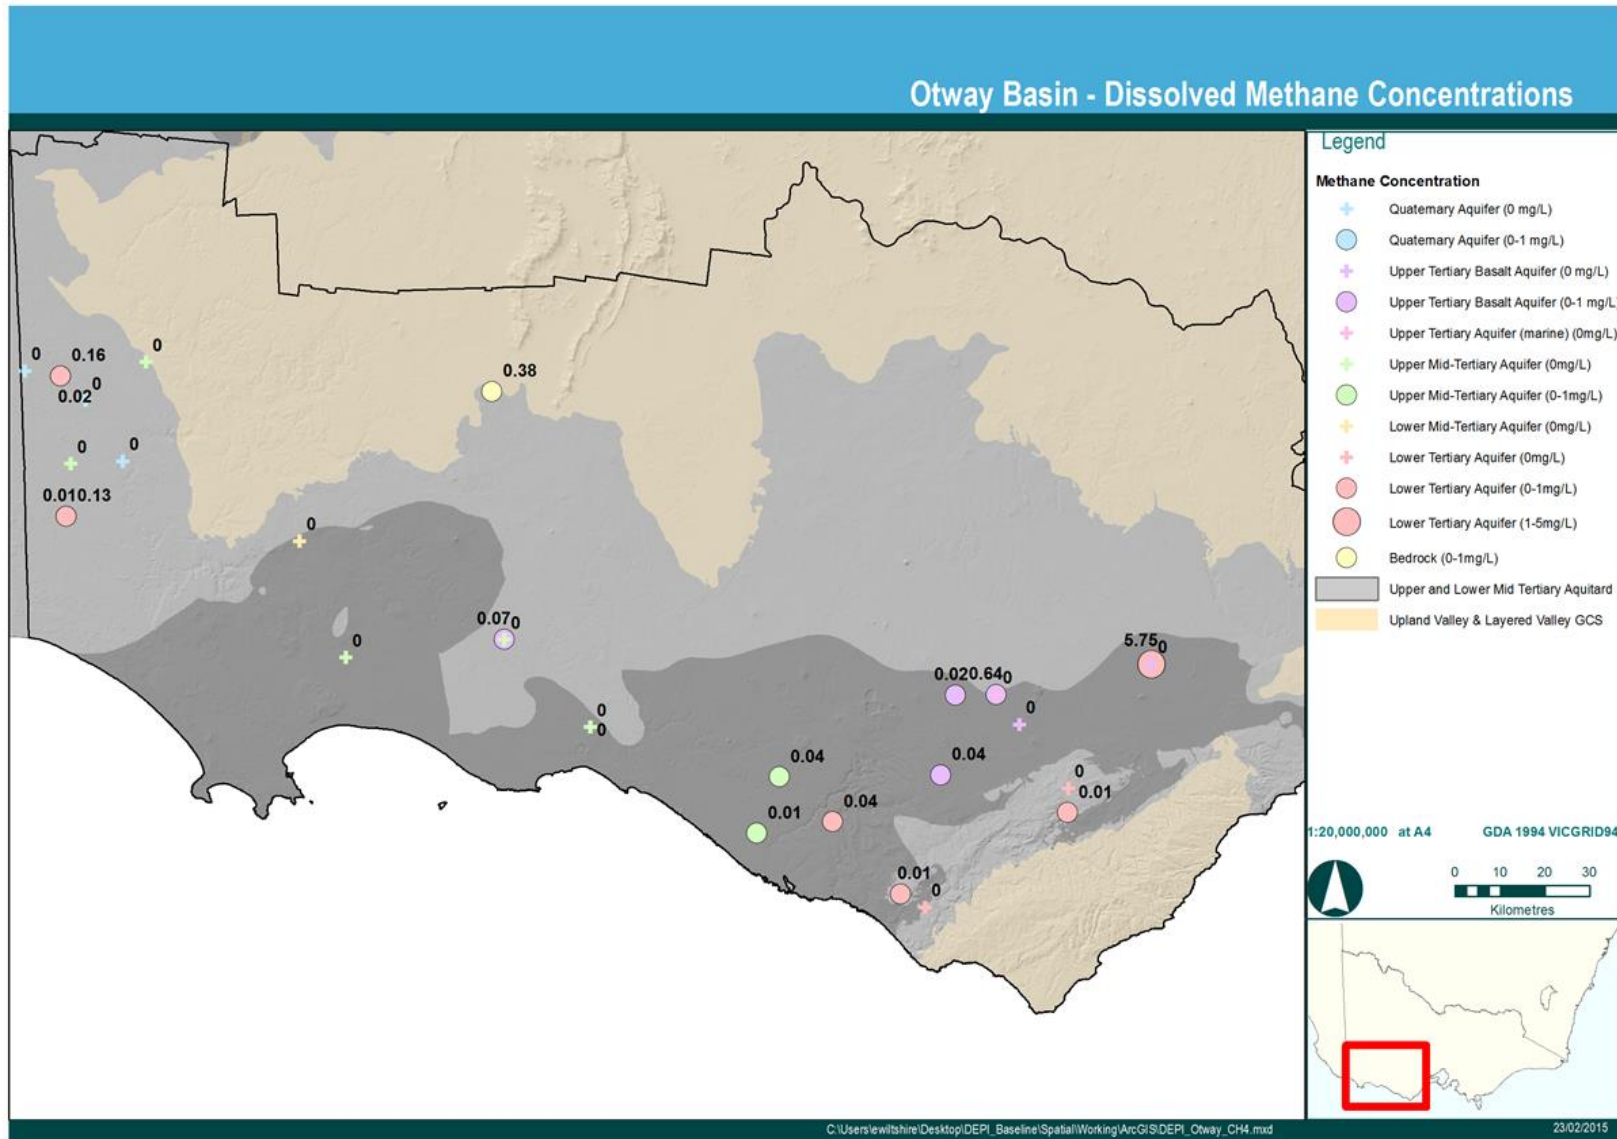 Otway Basin - Dissolved Methane Concentrations
Legend
Methane Concentration
Quaternary Aquifer (0 mg/L)
Quaternary Aquifer (0-1 mg/L)
Upper Tertiary Basalt Aquifer (0 mg/L)
Upper Tertiary Basalt Aquifer (0-1 mg/L)
Upper Tertiary Aquifer (marine) (0mg/L)
Upper Mid-Tertiary Aquifer (0mg/L)
Upper Mid-Tertiary Aquifer (0-1mg/L)
Lower Mid-Tertiary Aquifer (0mg/L)
Lower Tertiary Aquifer (0mg/L)
Lower Tertiary Aquifer (0-1mg/L)
Lower Tertiary Aquifer (1-5mg/L)
Bedrock (0-1mg/L)
Upper and Lower Mid Tertiary Aquitard
Upland Valley & Layered Valley GCS
0
0.16
0
0.02
0
0.38
0
0
0.01
0.13
0
0.07
0
0
5.75
0
0.02
0.64
0
0
0
0
0.04
0.04
0
0.01
0.01
0.04
0.01
0
1:20,000,000 at A4 GDA 1994 VICGRID94
0 10 20 30
Kilometres
C:\Users\ewiltshire\Desktop\DEPI_Baseline\Spatial\Working\ArcGIS\DEPI_Otway_CH4.mxd
23/02/2015